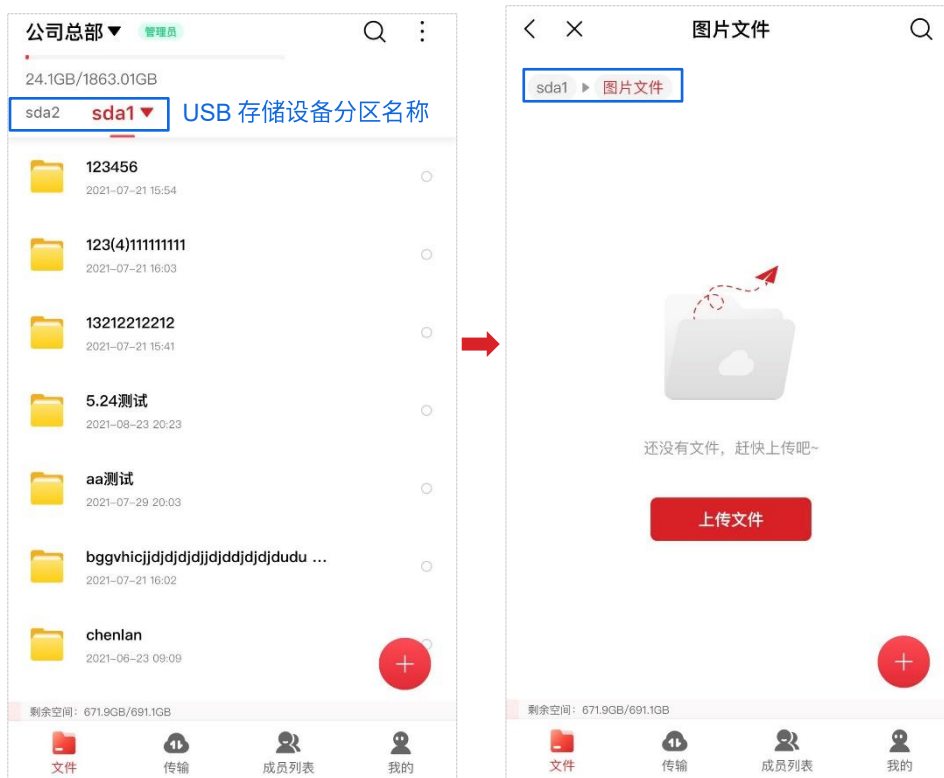 公司总部▼ 管理员
24.1GB/1863.01GB
sda2 sda1▼ USB 存储设备分区名称
123456
2021-07-21 15:54
123(4)111111111
2021-07-21 16:03
13212212212
2021-07-21 15:41
5.24测试
2021-08-23 20:23
aa测试
2021-07-29 20:03
bggvhicjjdjdjdjdjjdjddjdjdjdudu ...
2021-07-21 16:02
chenlan
2021-06-23 09:09
剩余空间：671.9GB/691.1GB
文件 传输 成员列表 我的
图片文件
sda1 ▶ 图片文件
还没有文件，赶快上传吧~
上传文件
剩余空间：671.9GB/691.1GB
文件 传输 成员列表 我的